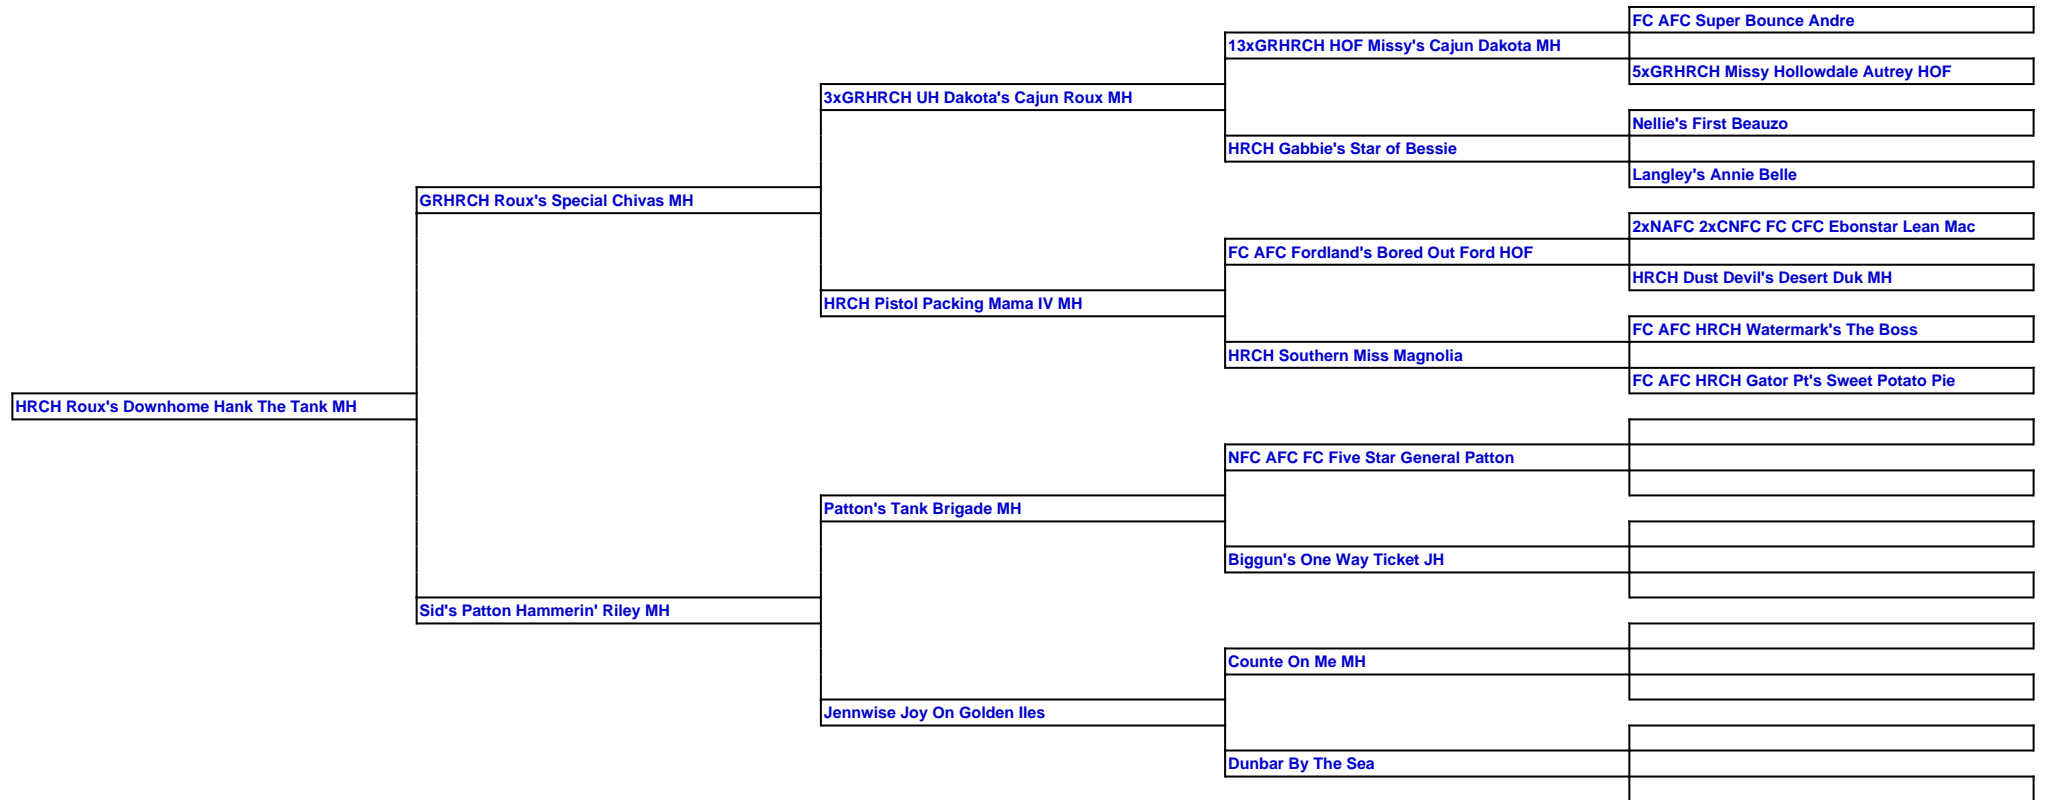 FC AFC Super Bounce Andre
13xGRHRCH HOF Missy's Cajun Dakota MH
5xGRHRCH Missy Hollowdale Autrey HOF
3xGRHRCH UH Dakota's Cajun Roux MH
Nellie's First Beauzo
HRCH Gabbie's Star of Bessie
Langley's Annie Belle
GRHRCH Roux's Special Chivas MH
2xNAFC 2xCNFC FC CFC Ebonstar Lean Mac
FC AFC Fordland's Bored Out Ford HOF
HRCH Dust Devil's Desert Duk MH
HRCH Pistol Packing Mama IV MH
FC AFC HRCH Watermark's The Boss
HRCH Southern Miss Magnolia
FC AFC HRCH Gator Pt's Sweet Potato Pie
HRCH Roux's Downhome Hank The Tank MH
NFC AFC FC Five Star General Patton
Patton's Tank Brigade MH
Biggun's One Way Ticket JH
Sid's Patton Hammerin' Riley MH
Counte On Me MH
Jennwise Joy On Golden Iles
Dunbar By The Sea